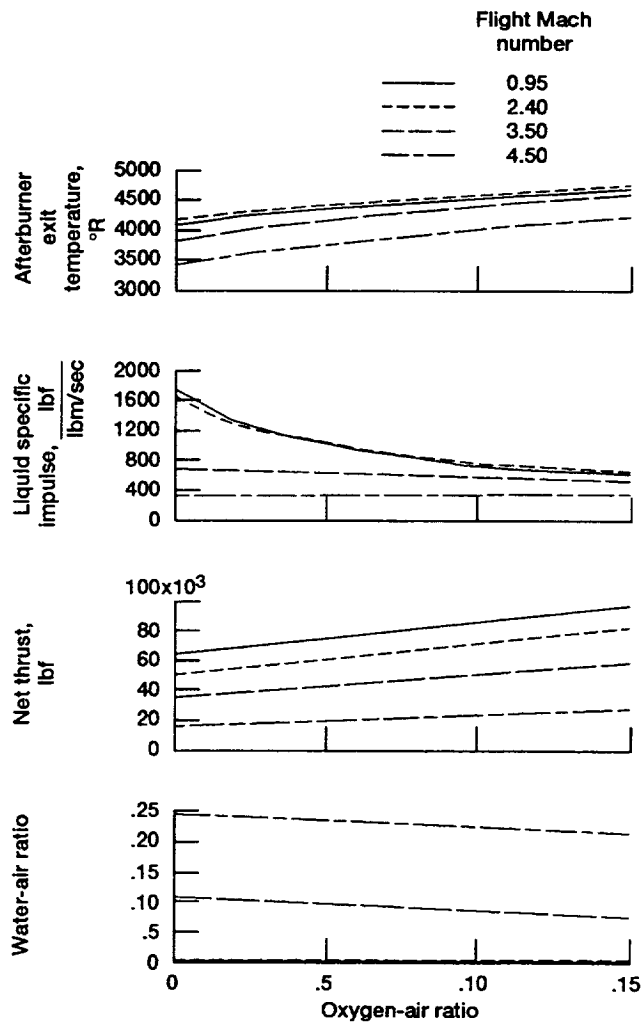 Flight Mach
number
0.95
2.40
3.50
4.50
Afterburner
exit
temperature,
°R
5000
4500
4000
3500
3000
Liquid specific
impulse, lbf
lbm/sec
2000
1600
1200
800
400
0
Net thrust,
lbf
100x10³
80
60
40
20
0
Water-air ratio
.25
.20
.15
.10
.5
0
0 .5 .10 .15
Oxygen-air ratio